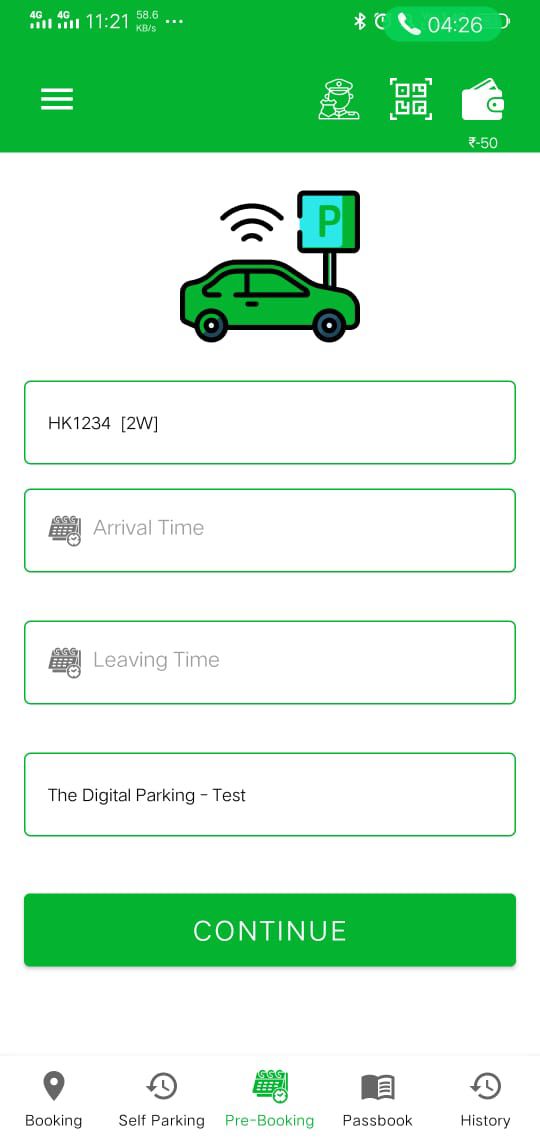 4G 4G 11:21 58.6 KB/s ... 04:26
₹-50
P
HK1234 [2W]
Arrival Time
Leaving Time
The Digital Parking - Test
CONTINUE
Booking Self Parking Pre-Booking Passbook History